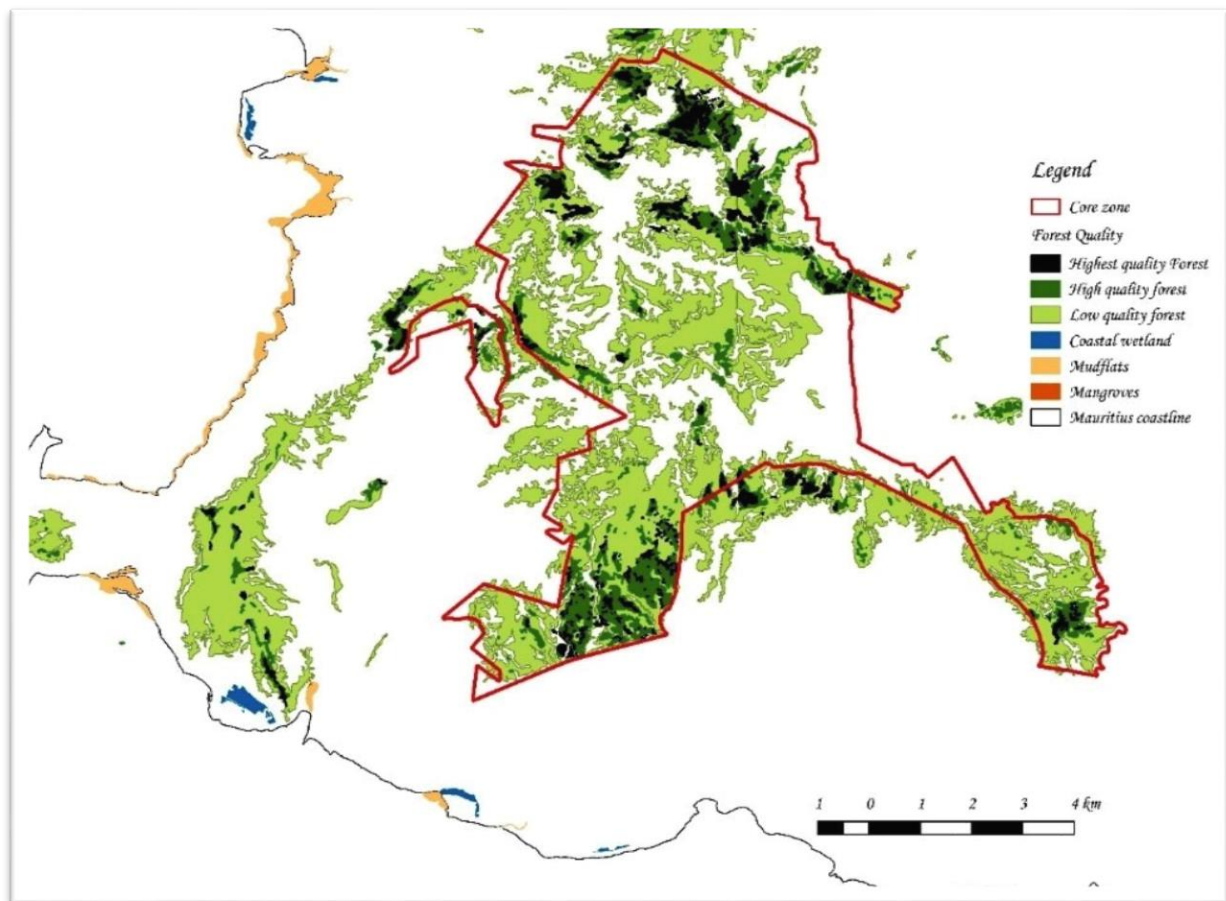 Legend
Core zone
Forest Quality
Highest quality Forest
High quality forest
Low quality forest
Coastal wetland
Mudflats
Mangroves
Mauritius coastline
1 0 1 2 3 4 km